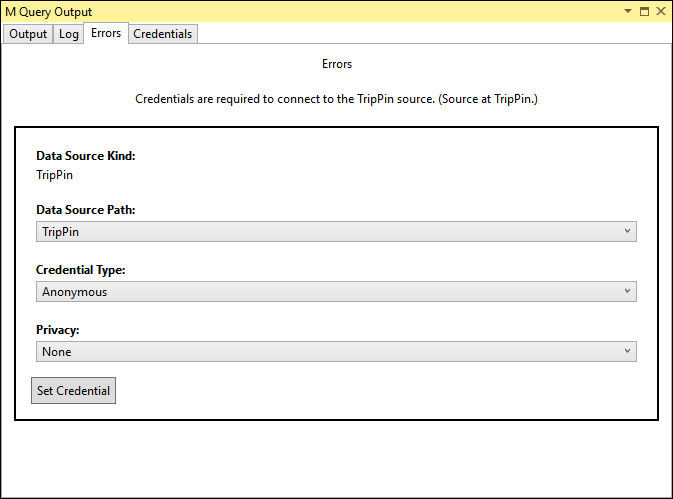 M Query Output
Output Log Errors Credentials
Errors
Credentials are required to connect to the TripPin source. (Source at TripPin.)
Data Source Kind:
TripPin
Data Source Path:
TripPin
Credential Type:
Anonymous
Privacy:
None
Set Credential